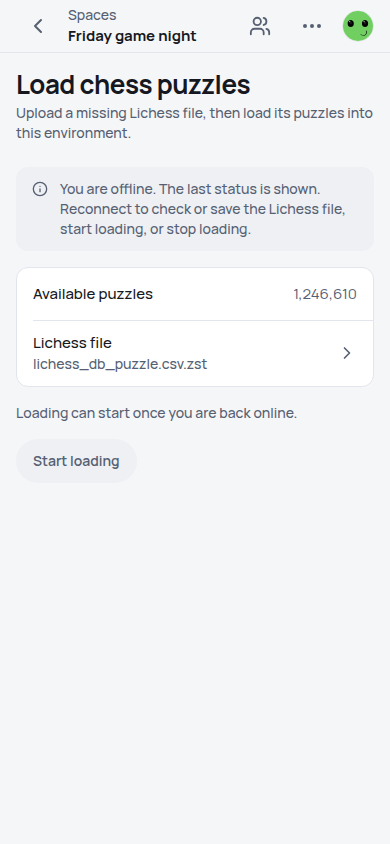 Spaces
Friday game night
Load chess puzzles
Upload a missing Lichess file, then load its puzzles into
this environment.
You are offline. The last status is shown.
Reconnect to check or save the Lichess file,
start loading, or stop loading.
Available puzzles 1,246,610
Lichess file
lichess_db_puzzle.csv.zst
Loading can start once you are back online.
Start loading